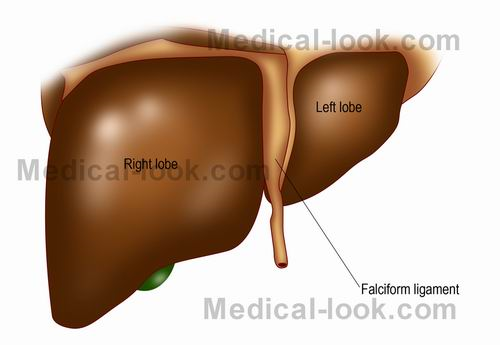 Medical-look.com
Left lobe
Right lobe
Medical-look.com
Falciform ligament
Medical-look.com